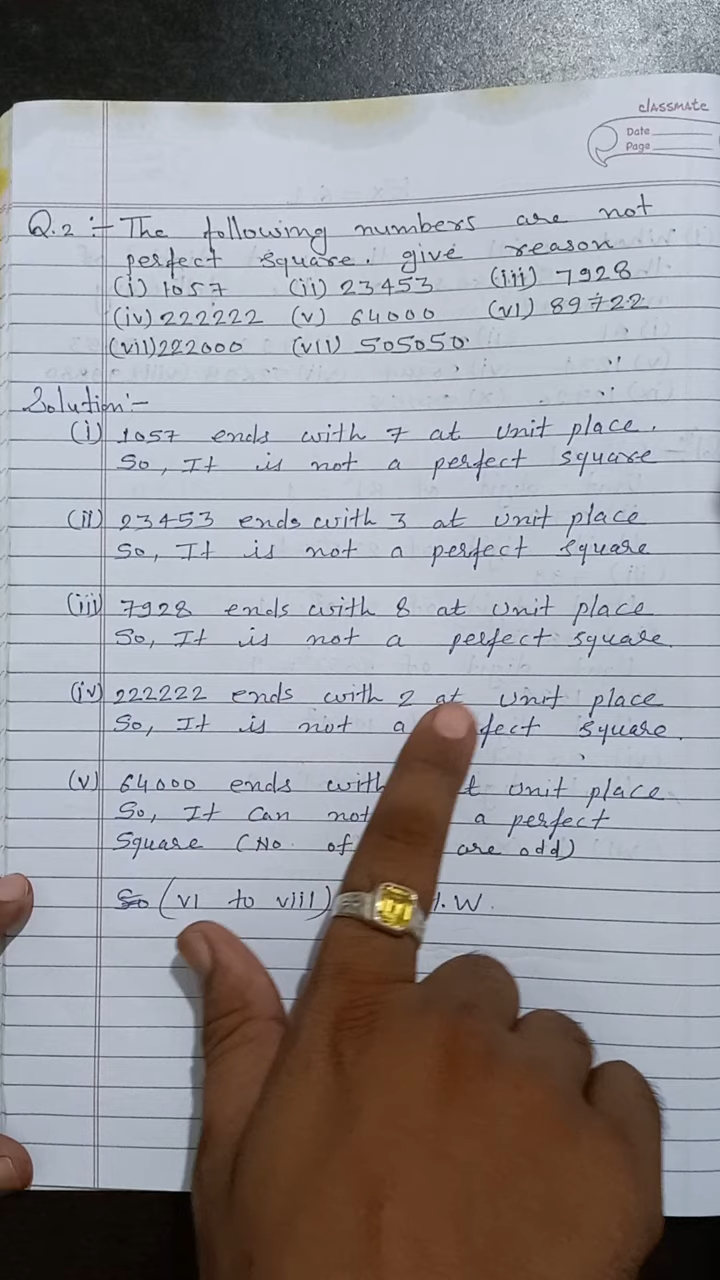 classmate
Date
Page
Q.2 :- The following numbers are not
perfect square. give reason
(i) 1057 (ii) 23453 (iii) 7928
(iv) 222222 (v) 64000 (vi) 89722
(vii) 222000 (vii) 505050
Solution:-
(i) 1057 ends with 7 at Unit place.
So, It is not a perfect square
(ii) 23453 ends with 3 at Unit place
So, It is not a perfect square
(iii) 7928 ends with 8 at Unit place
So, It is not a perfect square.
(iv) 222222 ends with 2 at Unit place
So, It is not a fect square.
(v) 64000 ends with Unit place
So, It can not a perfect
Square (No. of are odd)
So (vi to viii) W.